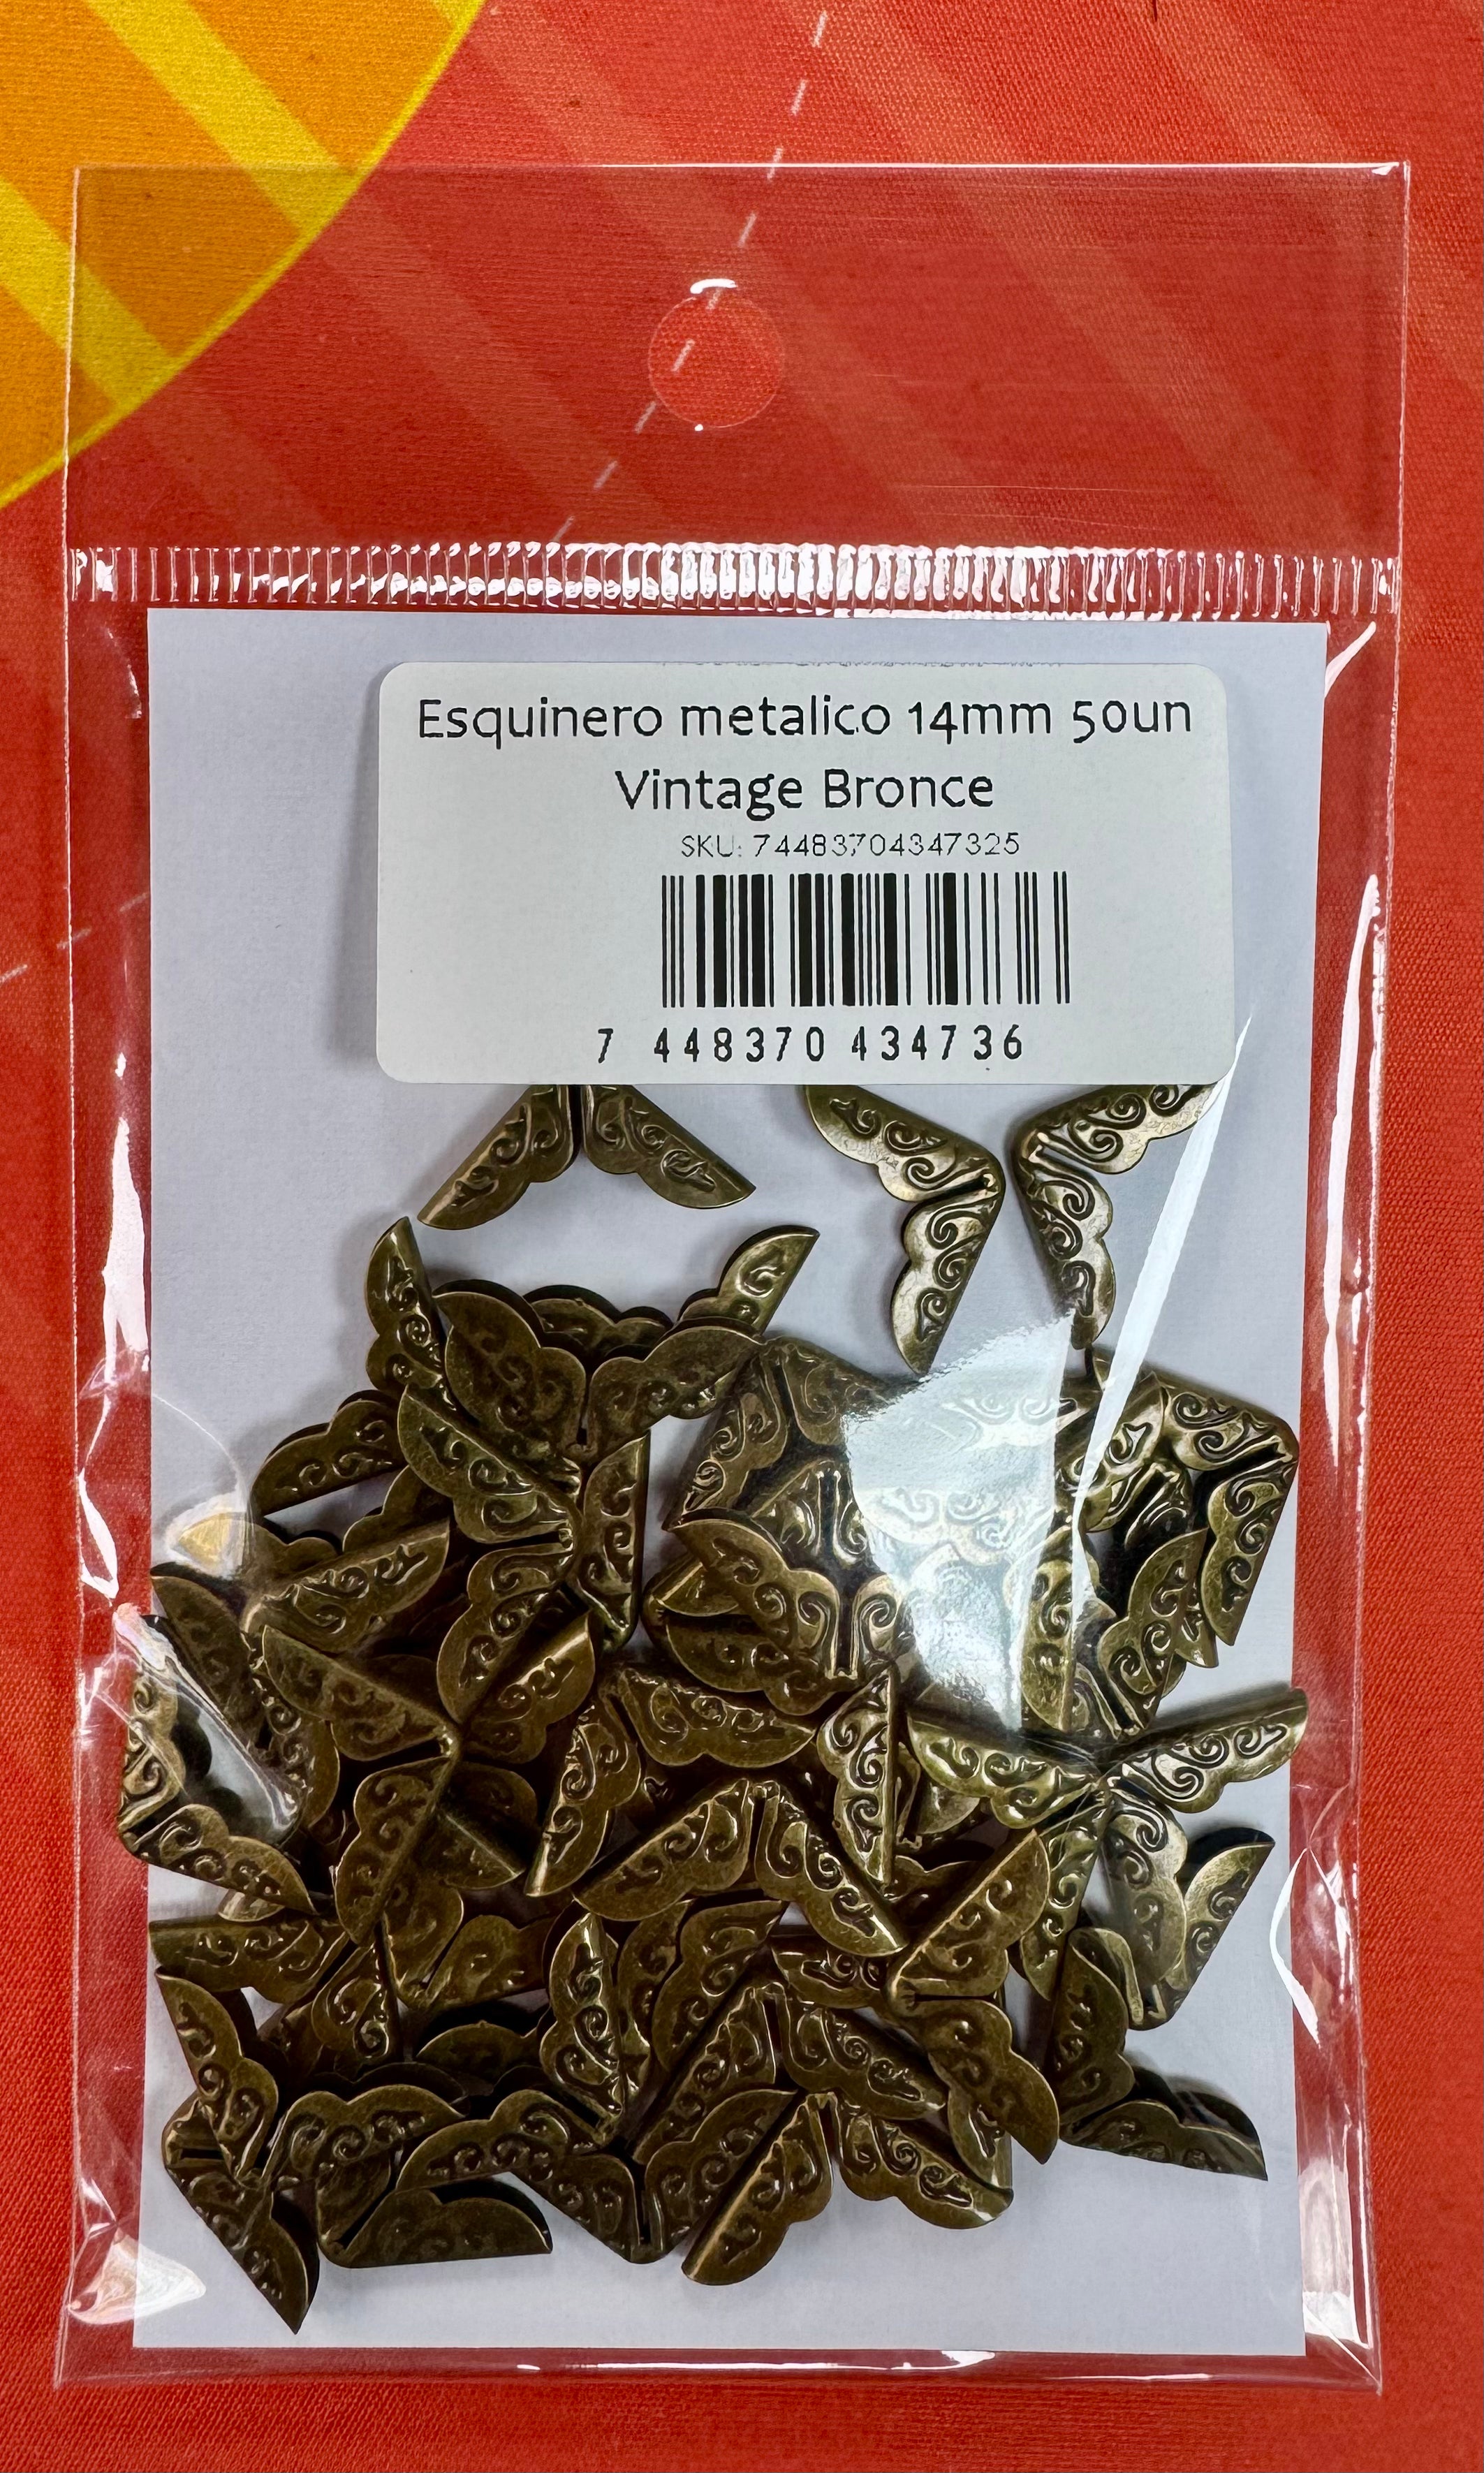 Esquinero metalico 14mm 50un
Vintage Bronce
SKU: 74483704347325
7 448370 434736